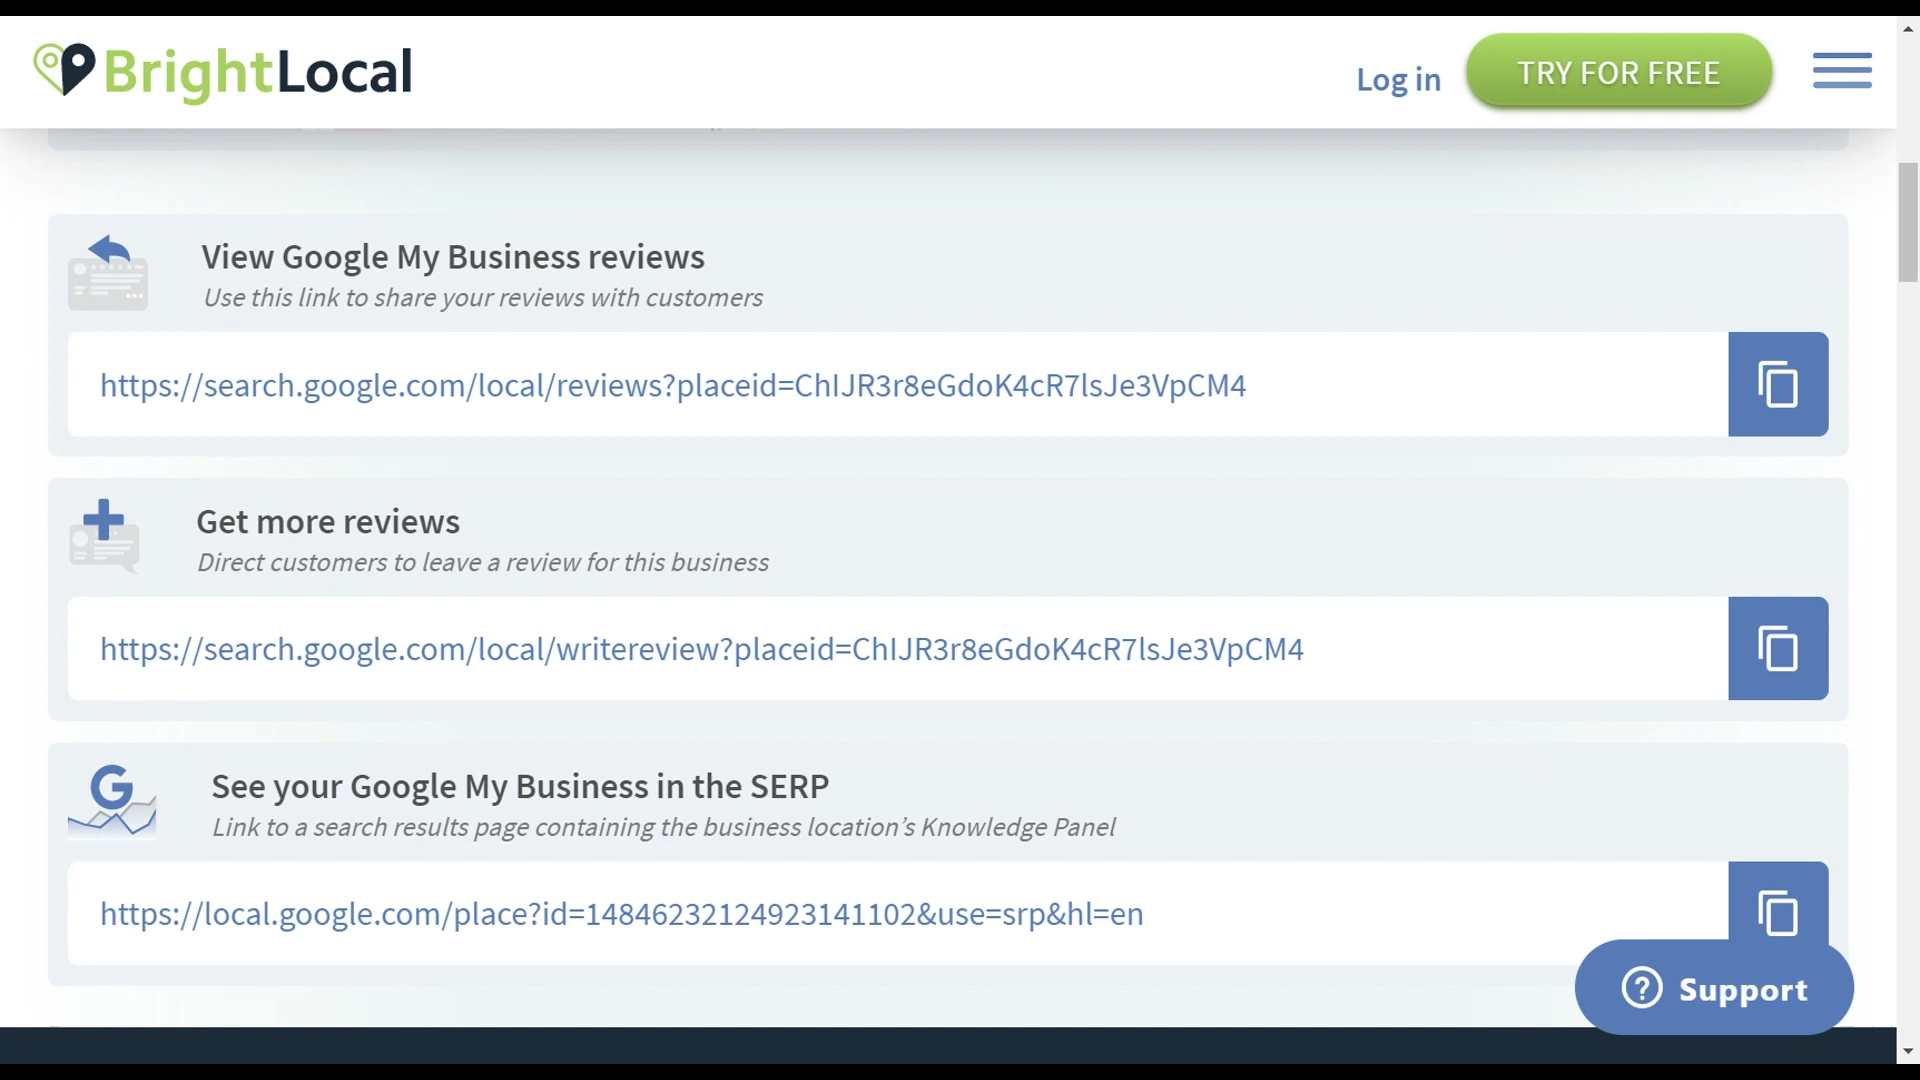 BrightLocal
Log in
TRY FOR FREE
View Google My Business reviews
Use this link to share your reviews with customers
https://search.google.com/local/reviews?placeid=ChIJR3r8eGdoK4cR7lsJe3VpCM4
Get more reviews
Direct customers to leave a review for this business
https://search.google.com/local/writereview?placeid=ChIJR3r8eGdoK4cR7lsJe3VpCM4
See your Google My Business in the SERP
Link to a search results page containing the business location’s Knowledge Panel
https://local.google.com/place?id=14846232124923141102&use=srp&hl=en
Support